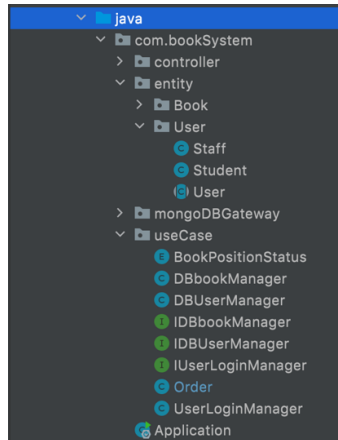 java
com.bookSystem
controller
entity
Book
User
Staff
Student
User
mongoDBGateway
useCase
BookPositionStatus
DBbookManager
DBUserManager
IDBbookManager
IDBUserManager
IUserLoginManager
Order
UserLoginManager
Application